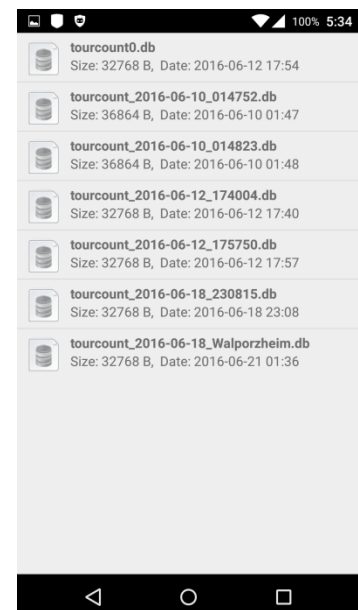 100% 5:34
tourcount0.db
Size: 32768 B, Date: 2016-06-12 17:54
tourcount_2016-06-10_014752.db
Size: 36864 B, Date: 2016-06-10 01:47
tourcount_2016-06-10_014823.db
Size: 36864 B, Date: 2016-06-10 01:48
tourcount_2016-06-12_174004.db
Size: 32768 B, Date: 2016-06-12 17:40
tourcount_2016-06-12_175750.db
Size: 32768 B, Date: 2016-06-12 17:57
tourcount_2016-06-18_230815.db
Size: 32768 B, Date: 2016-06-18 23:08
tourcount_2016-06-18_Walporzheim.db
Size: 32768 B, Date: 2016-06-21 01:36